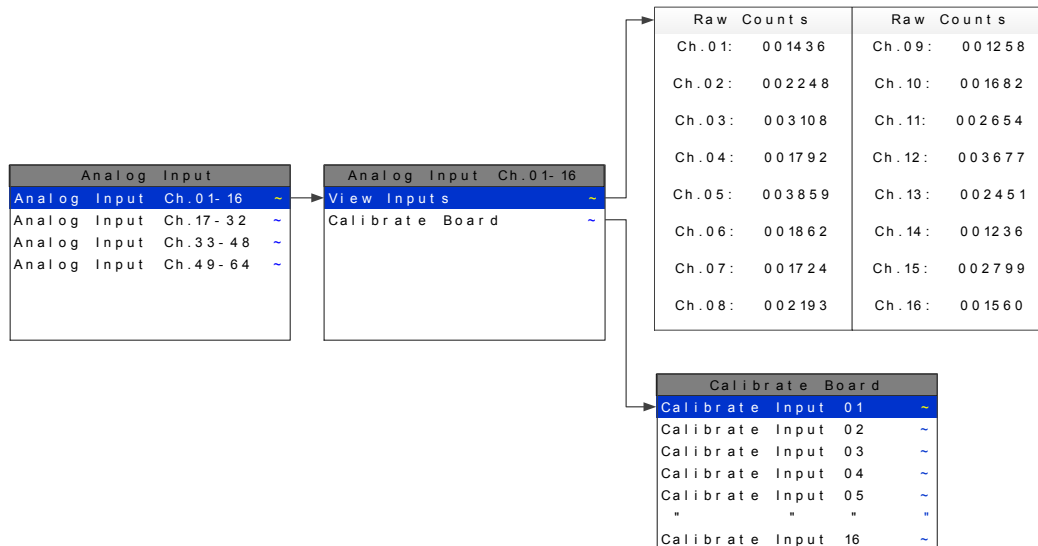 Analog Input
Analog Input Ch.01-16 ~
Analog Input Ch.17-32 ~
Analog Input Ch.33-48 ~
Analog Input Ch.49-64 ~
Analog Input Ch.01-16
View Inputs ~
Calibrate Board ~
Raw Counts Raw Counts
Ch.01: 001436 Ch.09: 001258
Ch.02: 002248 Ch.10: 001682
Ch.03: 003108 Ch.11: 002654
Ch.04: 001792 Ch.12: 003677
Ch.05: 003859 Ch.13: 002451
Ch.06: 001862 Ch.14: 001236
Ch.07: 001724 Ch.15: 002799
Ch.08: 002193 Ch.16: 001560
Calibrate Board
Calibrate Input 01 ~
Calibrate Input 02 ~
Calibrate Input 03 ~
Calibrate Input 04 ~
Calibrate Input 05 ~
" " " "
Calibrate Input 16 ~